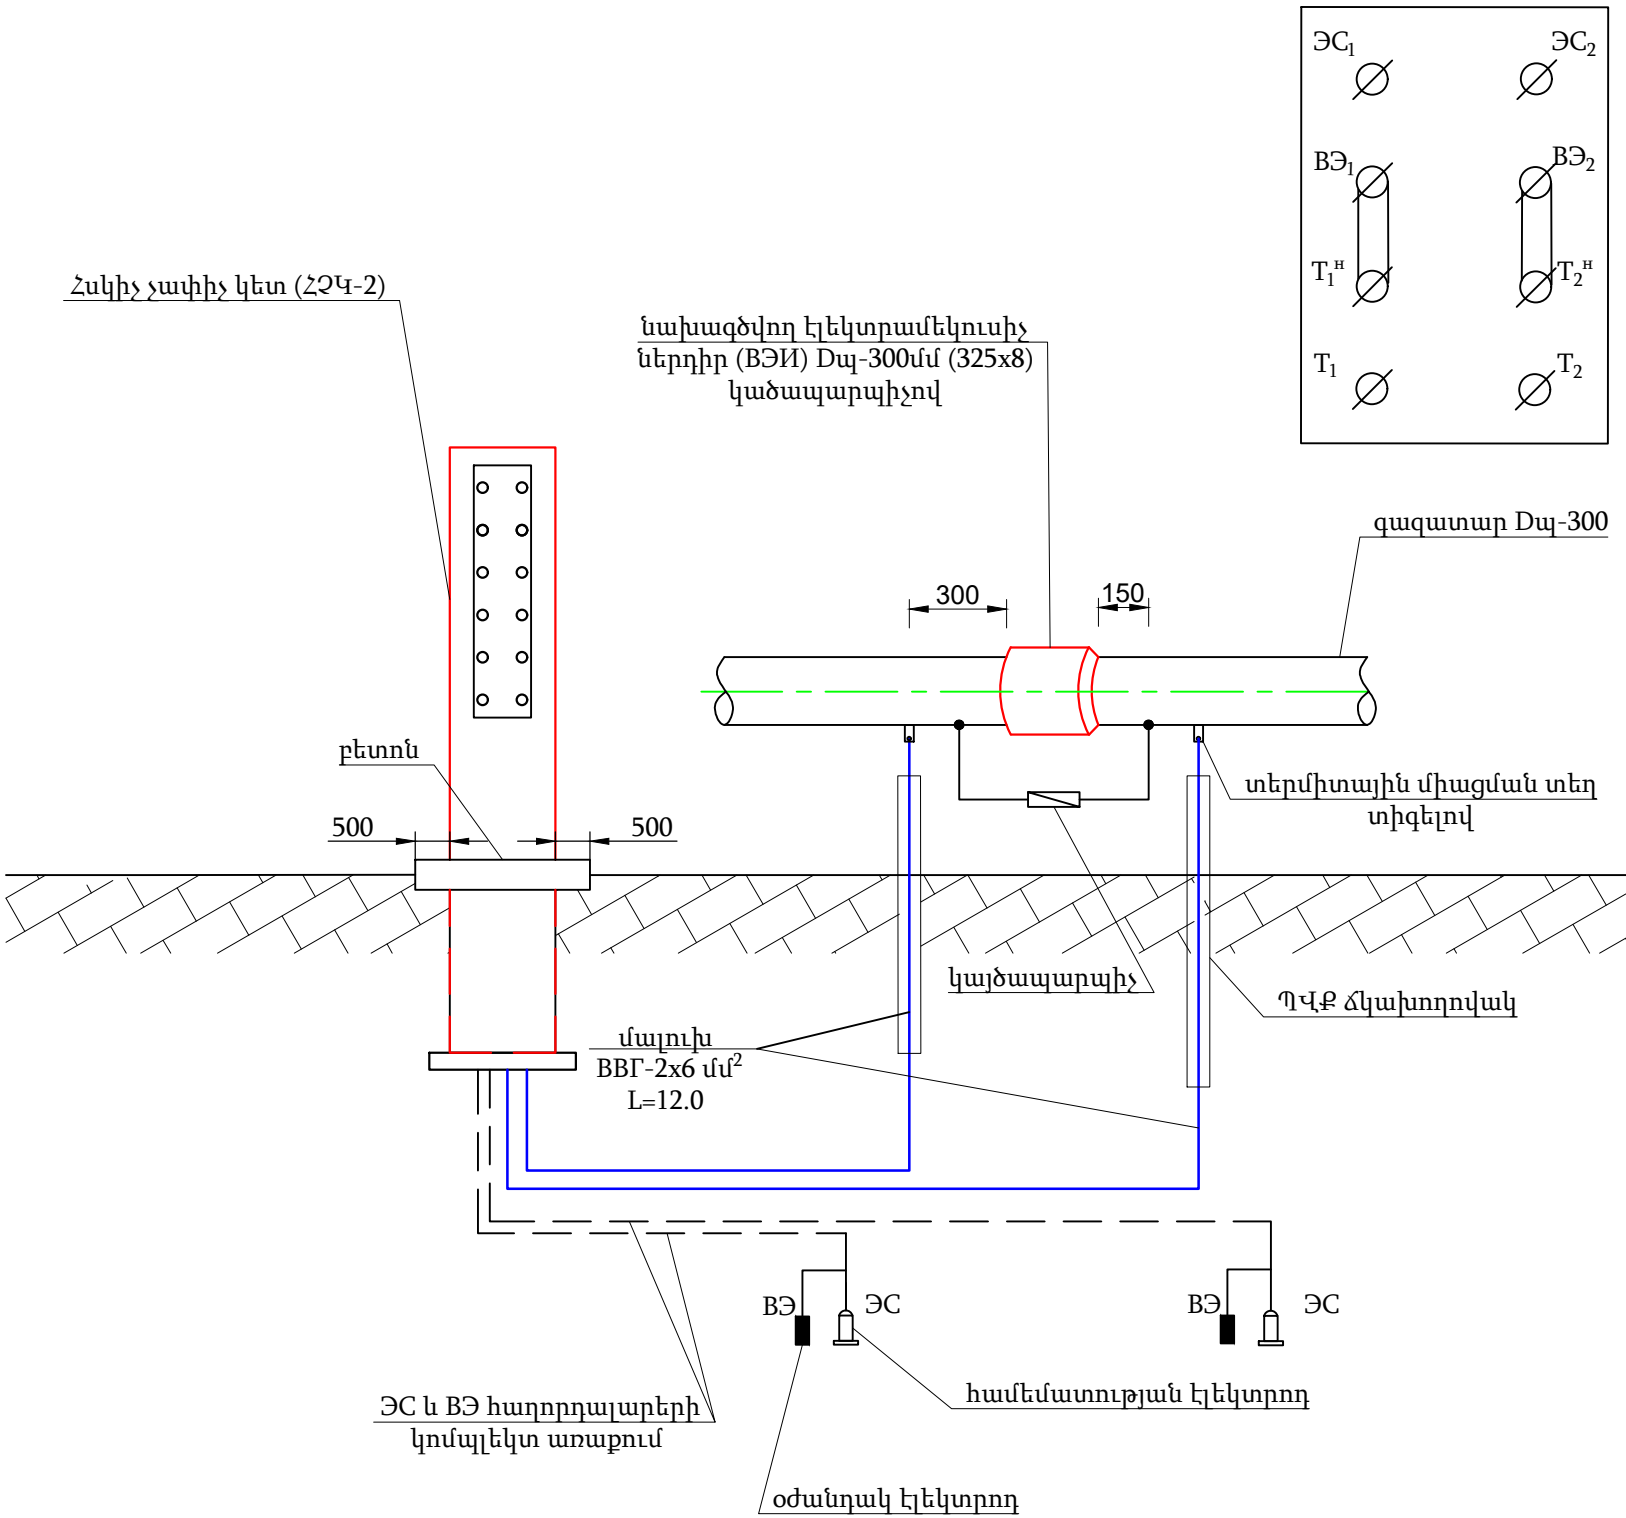 ЭС1 ЭС2
ВЭ1 ВЭ2
Т1н Т2н
Т1 Т2
Հսկիչ չափիչ կետ (ՀՉԿ-2)
նախագծվող էլեկտրամեկուսիչ
ներդիր (ВЭИ) Dպ-300մմ (325x8)
կածապարպիչով
գազատար Dպ-300
300
150
բետոն
տերմիտային միացման տեղ
տիգելով
500
500
կայծապարպիչ
ՊՎՔ ճկախողովակ
մալուխ
ВВГ-2x6 մմ2
L=12.0
ВЭ
ЭС
ВЭ
ЭС
ЭС և ВЭ հաղորդալարերի
կոմպլեկտ առաքում
համեմատության էլեկտրոդ
օժանդակ էլեկտրոդ